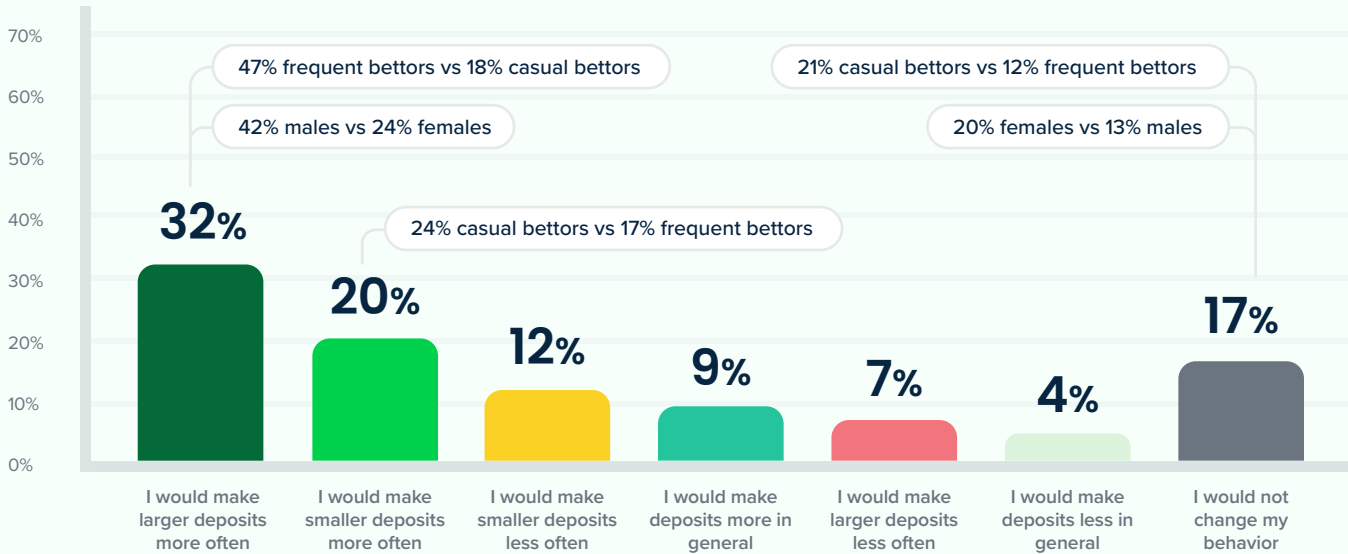 70%
60%
50%
40%
30%
20%
10%
0%
47% frequent bettors vs 18% casual bettors
42% males vs 24% females
21% casual bettors vs 12% frequent bettors
20% females vs 13% males
24% casual bettors vs 17% frequent bettors
32%
20%
12%
9%
7%
4%
17%
I would make
larger deposits
more often
I would make
smaller deposits
more often
I would make
smaller deposits
less often
I would make
deposits more in
general
I would make
larger deposits
less often
I would make
deposits less in
general
I would not
change my
behavior